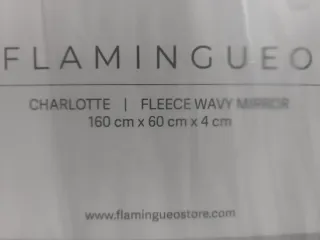 FLAMINGUEO
CHARLOTTE | FLEECE WAVY MIRROR
160 cm x 60 cm x 4 cm
www.flamingueostore.com